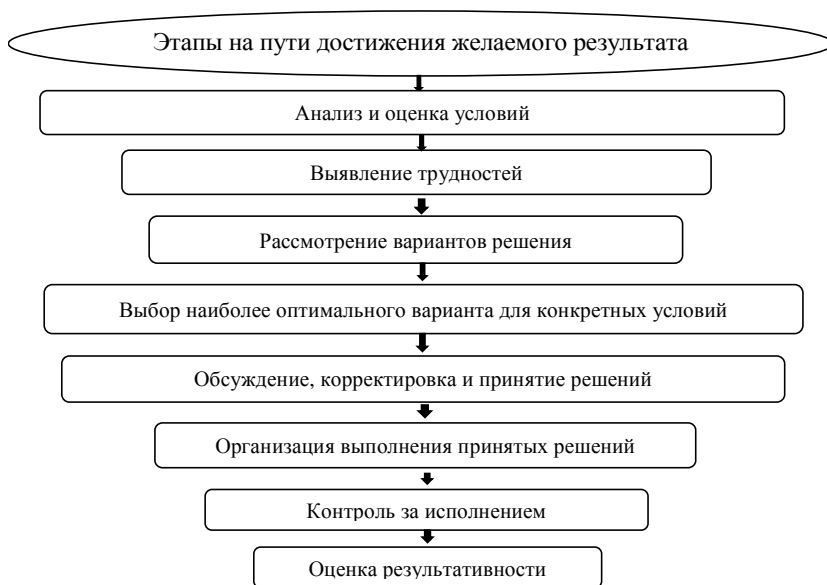 Этапы на пути достижения желаемого результата
Анализ и оценка условий
Выявление трудностей
Рассмотрение вариантов решения
Выбор наиболее оптимального варианта для конкретных условий
Обсуждение, корректировка и принятие решений
Организация выполнения принятых решений
Контроль за исполнением
Оценка результативности